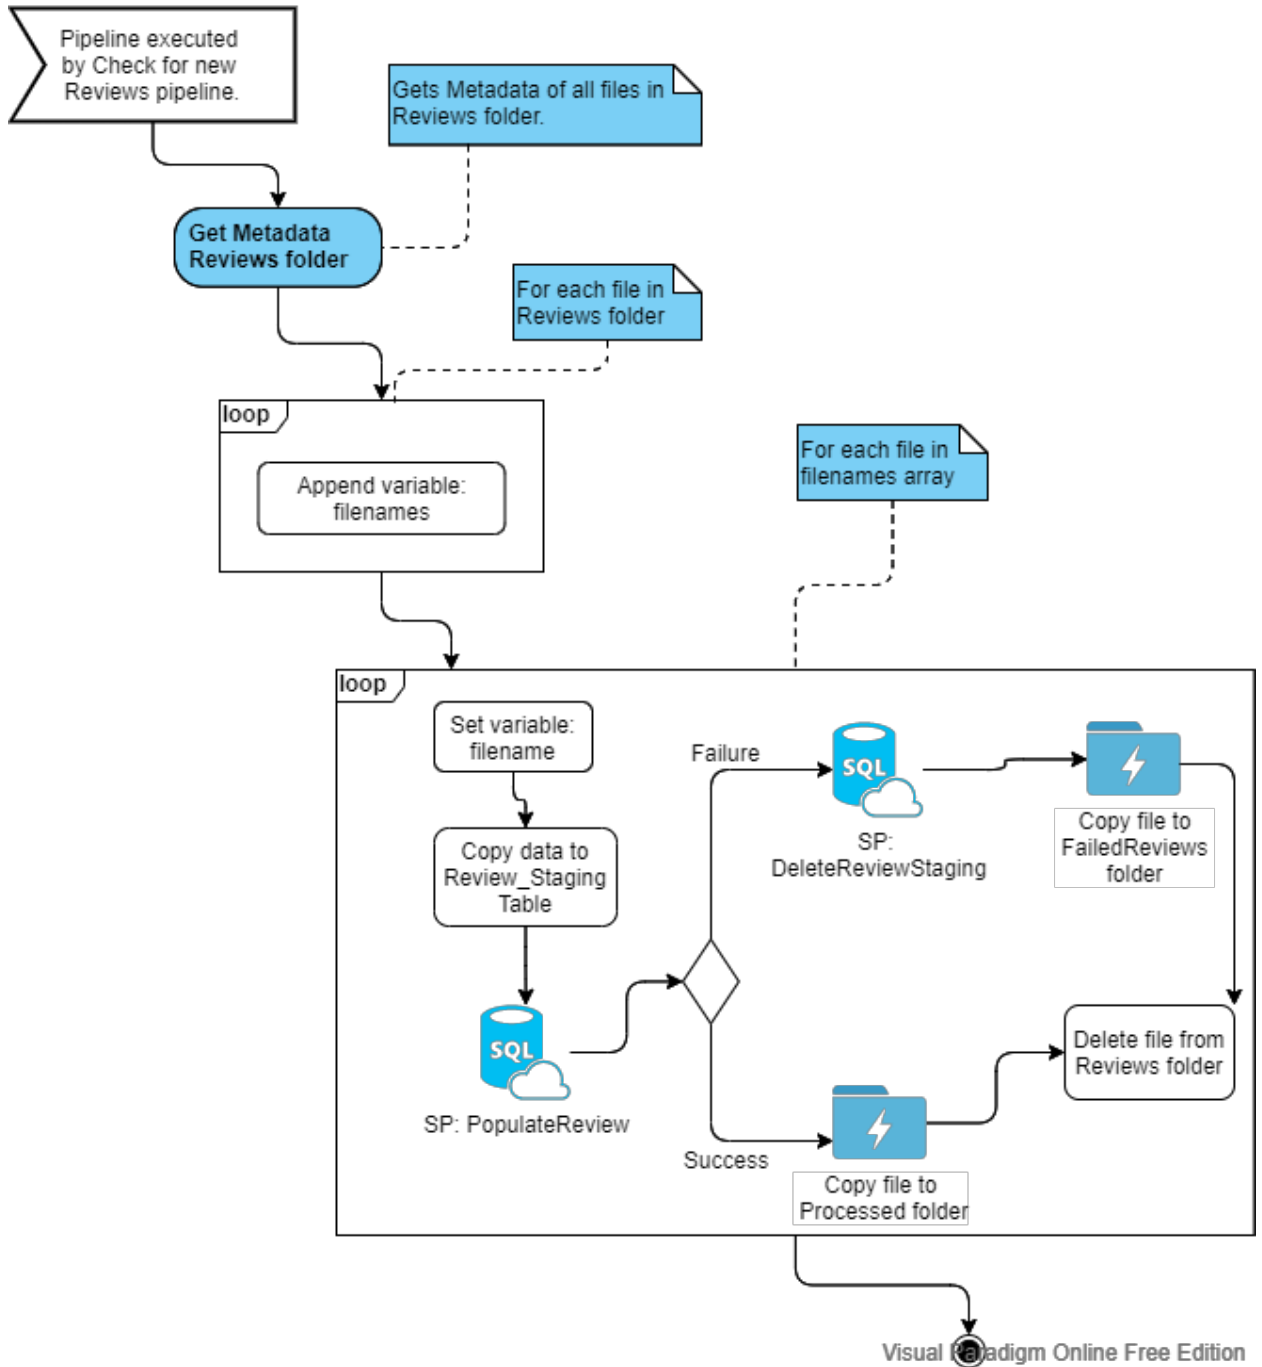 Pipeline executed
by Check for new
Reviews pipeline.
Gets Metadata of all files in
Reviews folder.
Get Metadata
Reviews folder
For each file in
Reviews folder
loop
Append variable:
filenames
For each file in
filenames array
loop
Set variable:
filename
Copy data to
Review_Staging
Table
SQL
SP: PopulateReview
Failure
SQL
SP:
DeleteReviewStaging
Copy file to
FailedReviews
folder
Success
Copy file to
Processed folder
Delete file from
Reviews folder
Visual Paradigm Online Free Edition